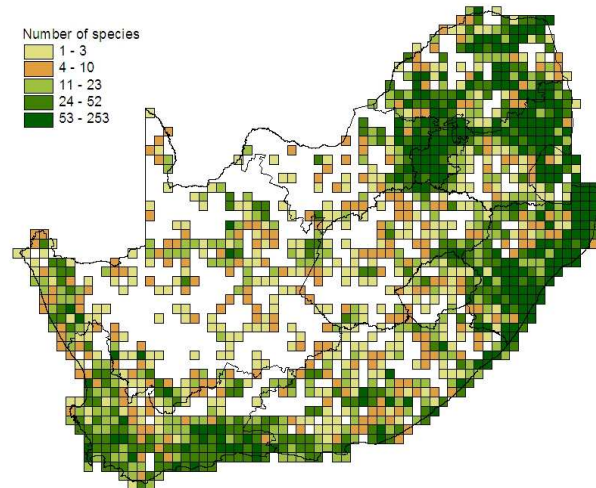 Number of species
1 - 3
4 - 10
11 - 23
24 - 52
53 - 253